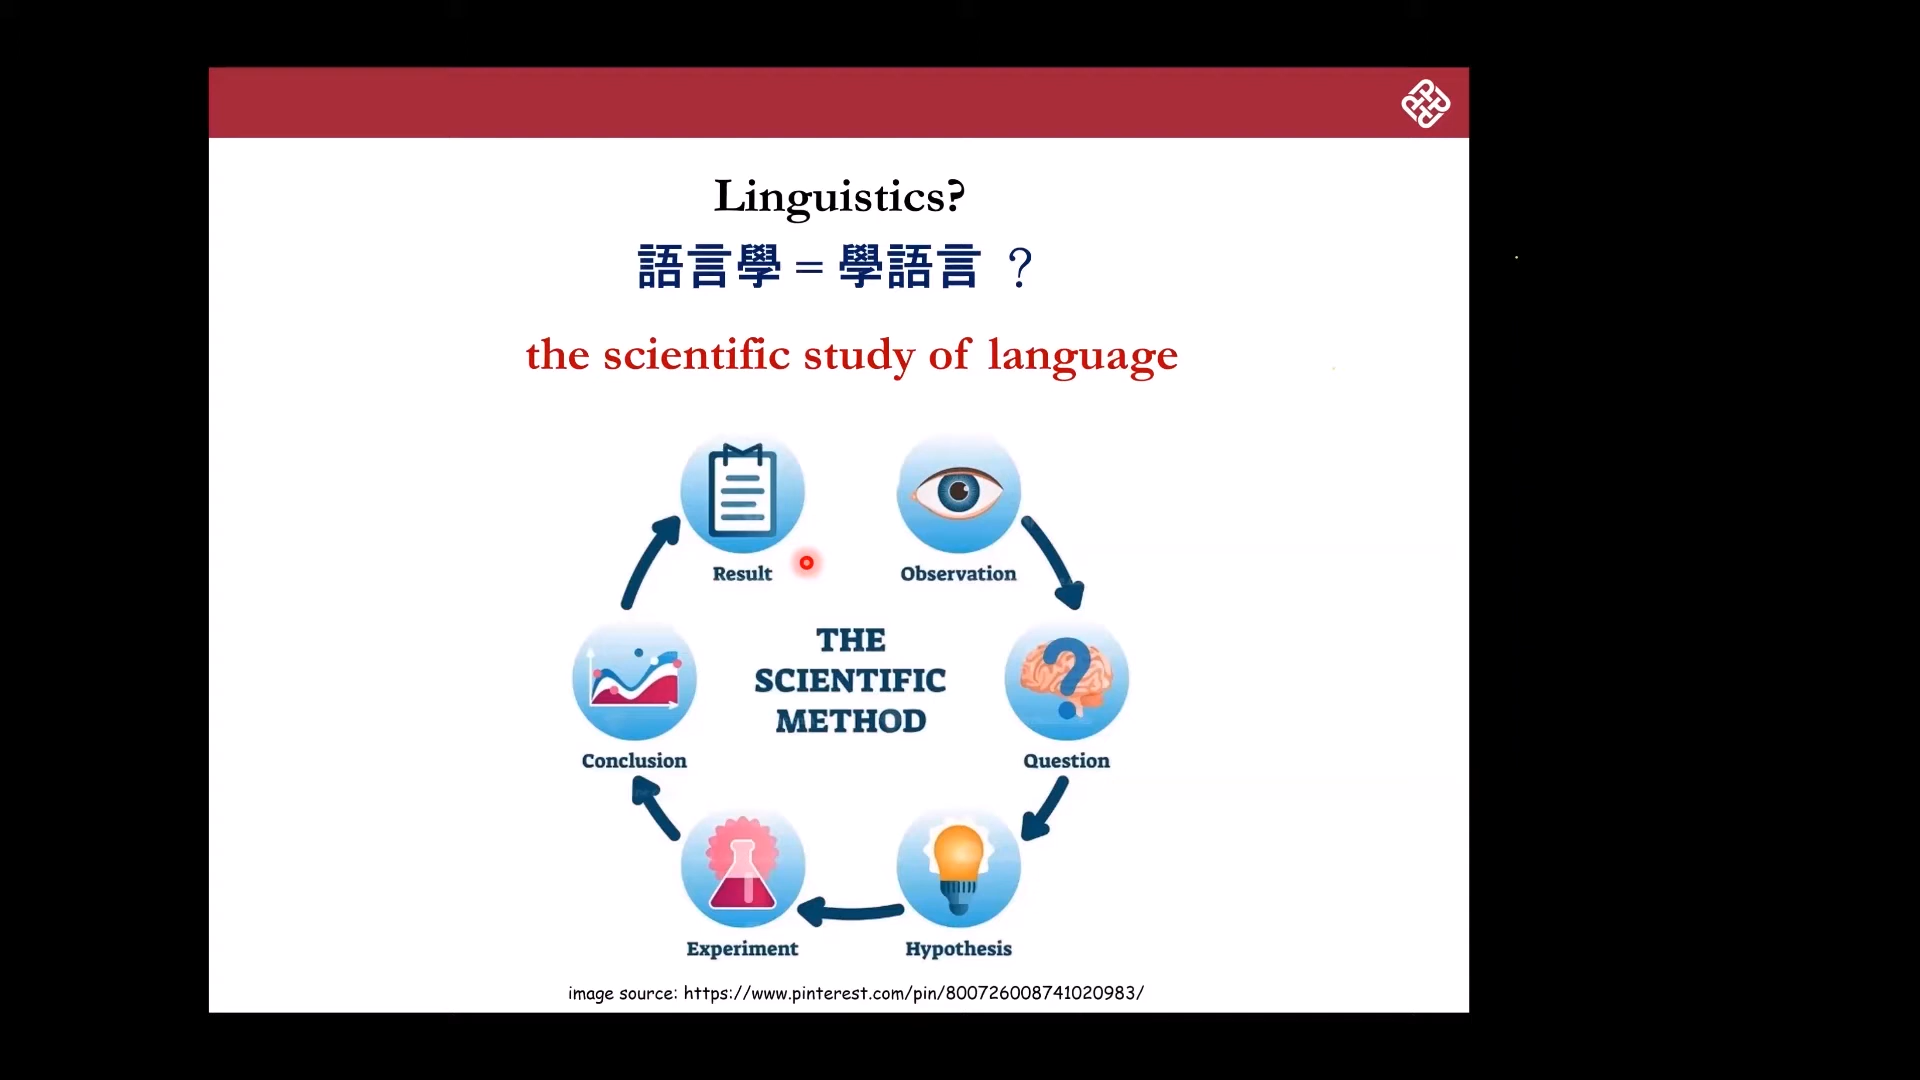 Linguistics?
語言學 = 學語言 ?
the scientific study of language
Result
Observation
THE
SCIENTIFIC
METHOD
Conclusion
Question
Experiment
Hypothesis
image source: https://www.pinterest.com/pin/800726008741020983/